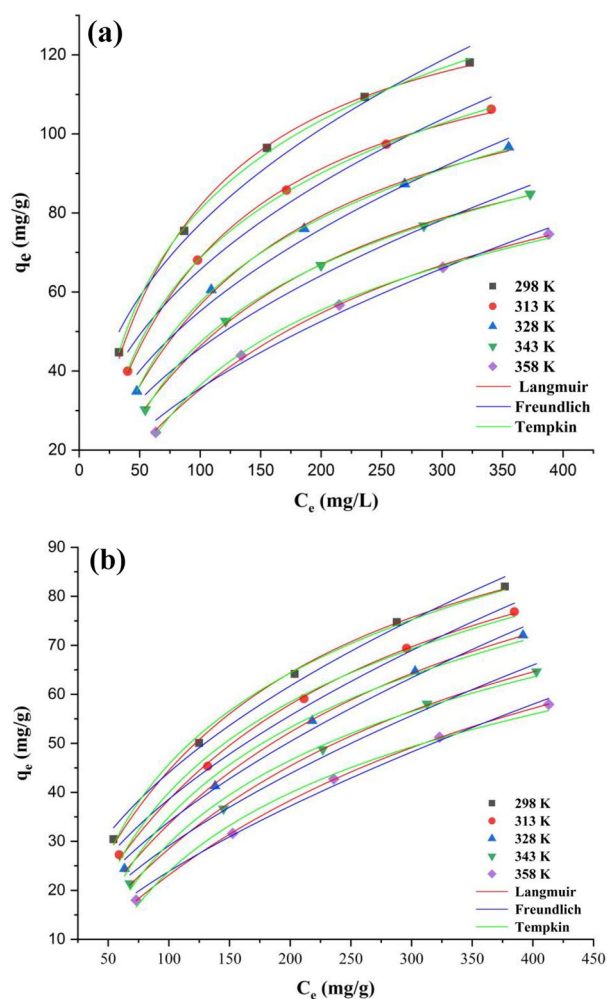 (a)
120
100
80
60
40
20
qe (mg/g)
298 K
313 K
328 K
343 K
358 K
Langmuir
Freundlich
Tempkin
0 50 100 150 200 250 300 350 400
Ce (mg/L)
(b)
90
80
70
60
50
40
30
20
10
qe (mg/g)
298 K
313 K
328 K
343 K
358 K
Langmuir
Freundlich
Tempkin
50 100 150 200 250 300 350 400 450
Ce (mg/g)